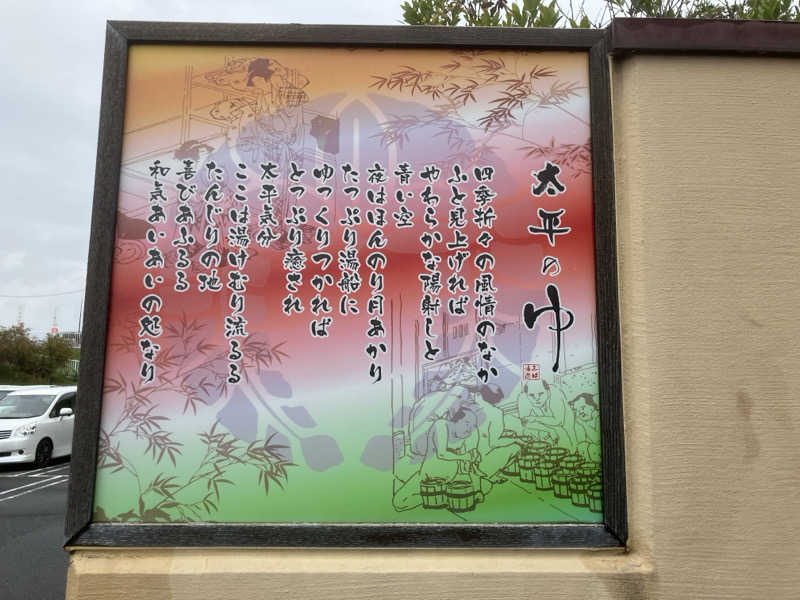 太平のゆ
四季折々の風情のなか
ふと見上げれば
やわらかな陽射しと
青い空
夜はほんのり月あかり
たっぷり湯船に
ゆっくりつかれば
とっぷり癒され
太平気分
ここは湯けむり流るる
たんじりの池
喜びあふるる
和気あいあいの処なり